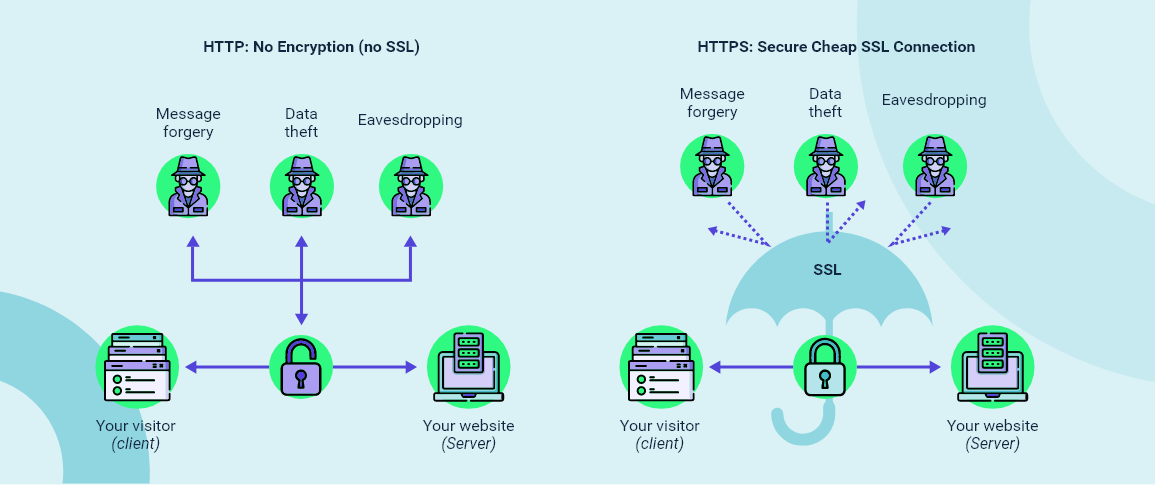 HTTP: No Encryption (no SSL)
Message
forgery
Data
theft
Eavesdropping
Your visitor
(client)
Your website
(Server)
HTTPS: Secure Cheap SSL Connection
Message
forgery
Data
theft
Eavesdropping
SSL
Your visitor
(client)
Your website
(Server)